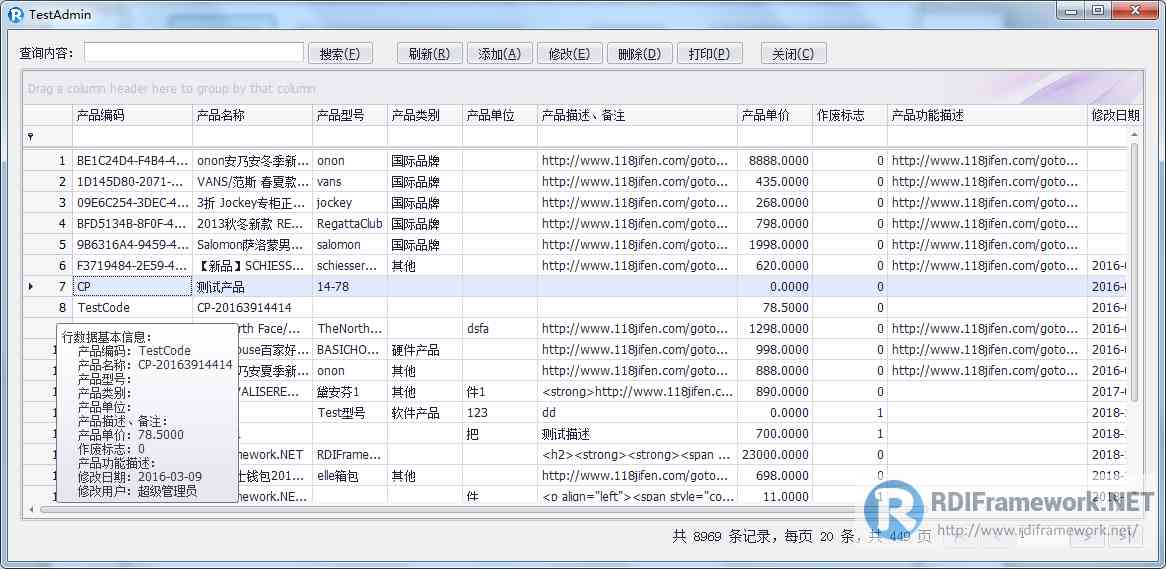 TestAdmin
查询内容： 搜索(F) 刷新(R) 添加(A) 修改(E) 删除(D) 打印(P) 关闭(C)
Drag a column header here to group by that column
产品编码 产品名称 产品型号 产品类别 产品单位 产品描述、备注 产品单价 作废标志 产品功能描述 修改日期
1 BE1C24D4-F4B4-4... onon安乃安冬季新... onon 国际品牌 http://www.118jifen.com/goto... 8888.0000 0 http://www.118jifen.com/goto...
2 1D145D80-2071-... VANS/范斯 春夏款... vans 国际品牌 http://www.118jifen.com/goto... 435.0000 0 http://www.118jifen.com/goto...
3 09E6C254-3DEC-4... 3折 Jockey专柜正... jockey 国际品牌 http://www.118jifen.com/goto... 268.0000 0 http://www.118jifen.com/goto...
4 BFD5134B-8F0F-4... 2013秋冬新款 RE... RegattaClub 国际品牌 http://www.118jifen.com/goto... 798.0000 0 http://www.118jifen.com/goto...
5 9B6316A4-9459-4... Salomon萨洛蒙男... salomon 国际品牌 http://www.118jifen.com/goto... 1998.0000 0 http://www.118jifen.com/goto...
6 F3719484-2E59-4... 【新品】SCHIESS... schiesser... 其他 http://www.118jifen.com/goto... 620.0000 0 http://www.118jifen.com/goto... 2016-
7 CP 测试产品 14-78 0.0000 0 2016-
8 TestCode CP-20163914414 78.5000 0 2016-
rth Face/... TheNorth... dsfa http://www.118jifen.com/goto... 1298.0000 0 http://www.118jifen.com/goto... 2016-
ouse百家好... BASICHO... 硬件产品 http://www.118jifen.com/goto... 998.0000 0 http://www.118jifen.com/goto... 2016-
乃安夏季新... onon 其他 http://www.118jifen.com/goto... 888.0000 0 http://www.118jifen.com/goto... 2016-
/ALISERE... 黛安芬1 其他 件1 <strong>http://www.118jifen.c... 890.0000 0 2017-
Test型号 软件产品 123 dd 0.0000 1 2018-
把 测试描述 700.0000 1 2018-
mework.NET RDIFrame... <h2><strong><strong><span ... 23000.0000 0 2016-
士钱包201... elle箱包 其他 http://www.118jifen.com/goto... 698.0000 0 http://www.118jifen.com/goto... 2016-
mework.NE... 件 <p align="left"><span style="co... 11.0000 1 2018-
行数据基本信息：
产品编码： TestCode
产品名称： CP-20163914414
产品型号：
产品类别：
产品单位：
产品描述、备注：
产品单价： 78.5000
作废标志： 0
产品功能描述：
修改日期： 2016-03-09
修改用户： 超级管理员
共 8969 条记录，每页 20 条，共 449 页 1
RDIFramework.NET
http://www.rdiframework.net/